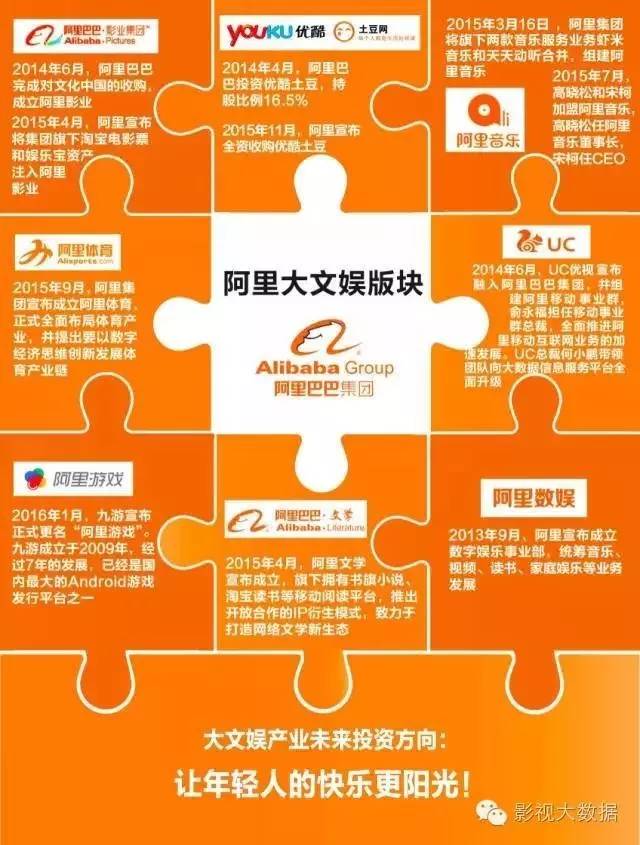 阿里巴巴·影业集团
Alibaba Pictures
2014年6月，阿里巴巴
完成对文化中国的收购，
成立阿里影业
2015年4月，阿里宣布
将集团旗下淘宝电影票
和娱乐宝资产
注入阿里
影业
YOUKU 优酷
土豆网
2014年4月，阿里巴
巴投资优酷土豆，持
股比例16.5%
2015年11月，阿里宣布
全资收购优酷土豆
2015年3月16日，阿里集团
将旗下两款音乐服务业务虾米
音乐和天天动听合并，组建阿
里音乐
ali
阿里音乐
2015年7月，
高晓松和宋柯
加盟阿里音乐，
高晓松任阿里
音乐董事长，
宋柯任CEO
阿里体育
Alisports.com
2015年9月，阿里集
团宣布成立阿里体育，
正式全面布局体育产
业，并提出要以数字
经济思维创新发展体
育产业链
阿里大文娱版块
Alibaba Group
阿里巴巴集团
UC
2014年6月，UC优视宣布
融入阿里巴巴集团，并组
建阿里移动事业群，
俞永福担任移动事业
群总裁，全面推进阿
里移动互联网业务的加
速发展。UC总裁何小鹏带领
团队向大数据信息服务平台全
面升级
阿里游戏
2016年1月，九游宣布
正式更名“阿里游戏”。
九游成立于2009年，经
过7年的发展，已经是国
内最大的Android游戏
发行平台之一
阿里巴巴·文学
Alibaba·Literature
2015年4月，阿里文学
宣布成立，旗下拥有书旗小说、
淘宝读书等移动阅读平台，推出
开放合作的IP衍生模式，致力于
打造网络文学新生态
阿里数娱
2013年9月、阿里宣布成立
数字娱乐事业部，统筹音乐、
视频、读书、家庭娱乐等业务
发展
大文娱产业未来投资方向：
让年轻人的快乐更阳光！
影视大数据